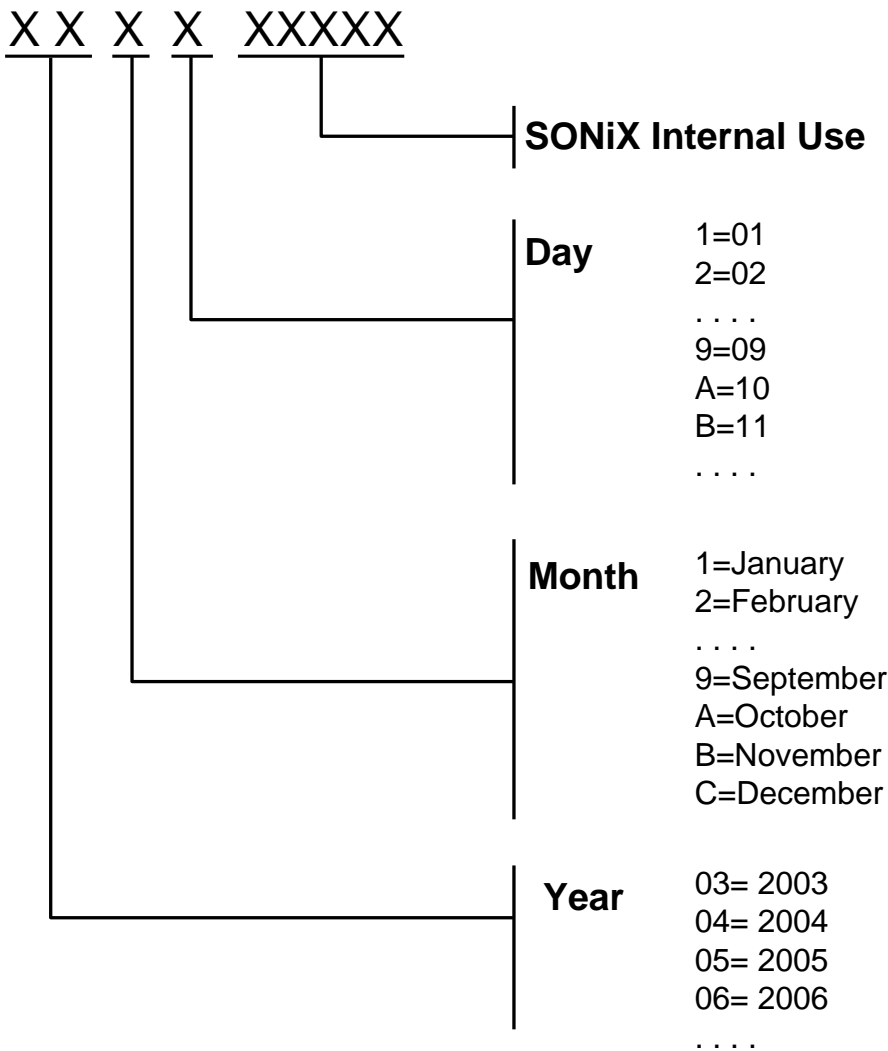 X X X X XXXXX
SONiX Internal Use
Day
1=01
2=02
. . . .
9=09
A=10
B=11
. . . .
Month
1=January
2=February
. . . .
9=September
A=October
B=November
C=December
Year
03= 2003
04= 2004
05= 2005
06= 2006
. . . .